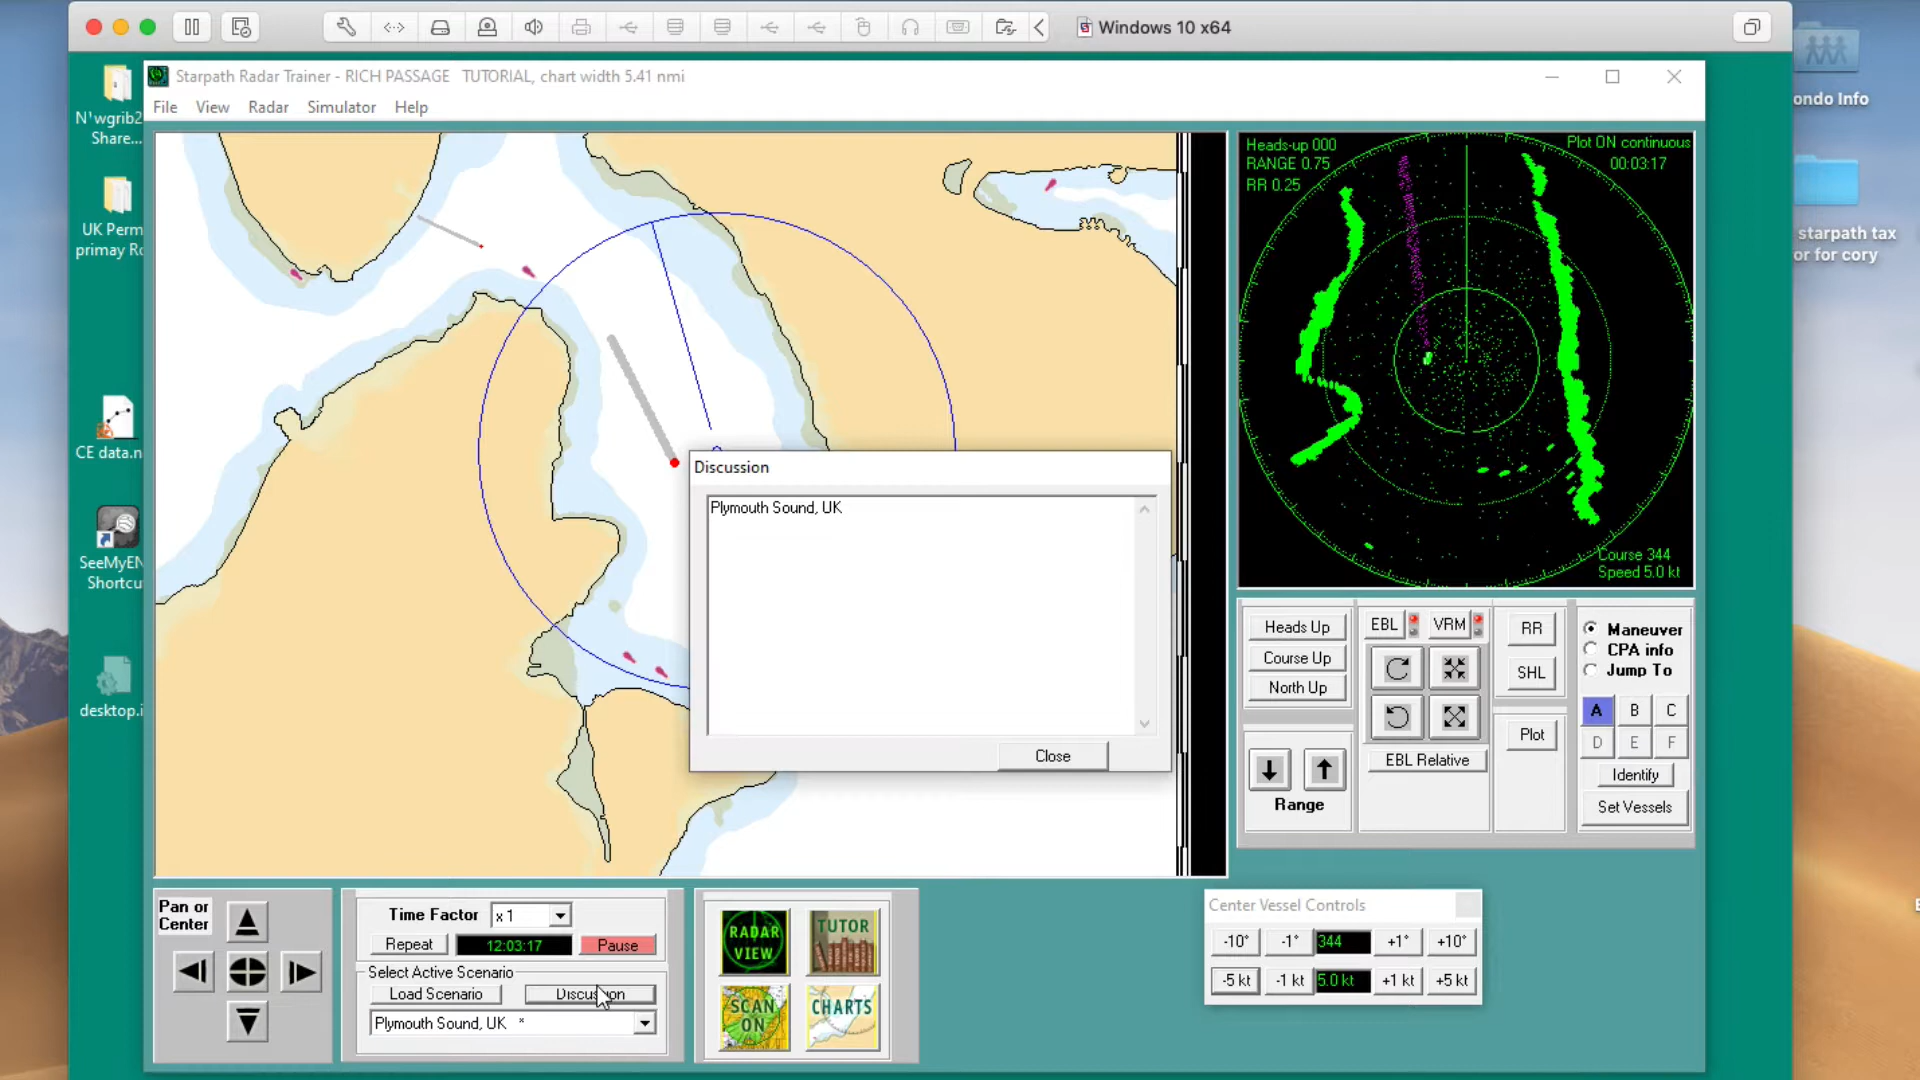 Windows 10 x64
ondo Info
starpath tax
or for cory
N'wgrib2
Share...
UK Perm
primay Ro
CE data.n
SeeMyEN
Shortcu
desktop.i
Starpath Radar Trainer - RICH PASSAGE TUTORIAL, chart width 5.41 nmi
File View Radar Simulator Help
Heads-up 000
RANGE 0.75
RR 0.25
Plot ON continuous
00:03:17
Course 344
Speed 5.0 kt
Discussion
Plymouth Sound, UK
Close
Heads Up
Course Up
North Up
Range
EBL VRM
EBL Relative
RR
SHL
Plot
Maneuver
CPA info
Jump To
A B C
D E F
Identify
Set Vessels
Pan or
Center
Time Factor x 1
Repeat 12:03:17 Pause
Select Active Scenario
Load Scenario Discussion
Plymouth Sound, UK *
RADAR
VIEW
TUTOR
SCAN
ON
CHARTS
Center Vessel Controls
-10° -1° 344 +1° +10°
-5 kt -1 kt 5.0 kt +1 kt +5 kt